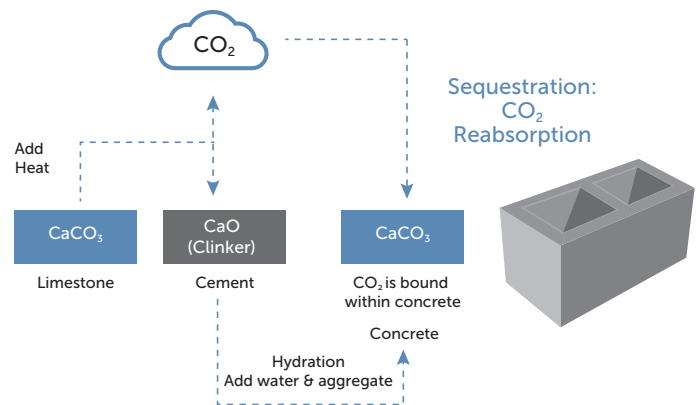 CO₂
Sequestration:
CO₂
Reabsorption
Add
Heat
CaCO₃
CaO
(Clinker)
CaCO₃
Limestone
Cement
CO₂ is bound
within concrete
Concrete
Hydration
Add water & aggregate